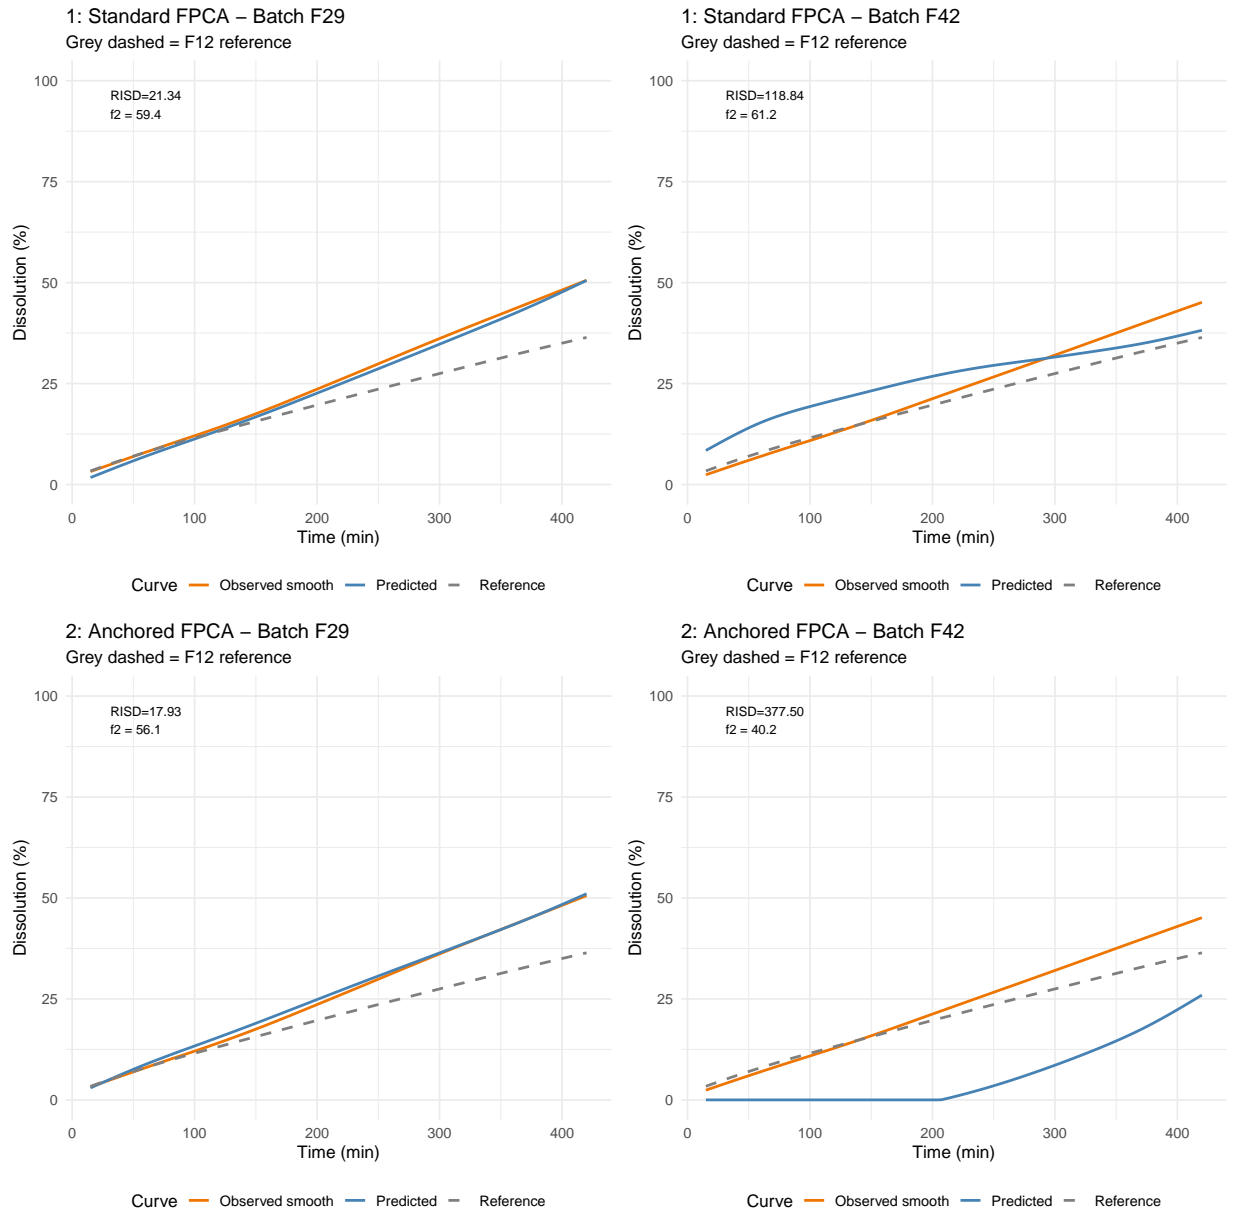 1: Standard FPCA – Batch F29
Grey dashed = F12 reference
RISD=21.34
f2 = 59.4
100
75
50
25
0
Dissolution (%)
0 100 200 300 400
Time (min)
Curve Observed smooth Predicted Reference
1: Standard FPCA – Batch F42
Grey dashed = F12 reference
RISD=118.84
f2 = 61.2
100
75
50
25
0
Dissolution (%)
0 100 200 300 400
Time (min)
Curve Observed smooth Predicted Reference
2: Anchored FPCA – Batch F29
Grey dashed = F12 reference
RISD=17.93
f2 = 56.1
100
75
50
25
0
Dissolution (%)
0 100 200 300 400
Time (min)
Curve Observed smooth Predicted Reference
2: Anchored FPCA – Batch F42
Grey dashed = F12 reference
RISD=377.50
f2 = 40.2
100
75
50
25
0
Dissolution (%)
0 100 200 300 400
Time (min)
Curve Observed smooth Predicted Reference